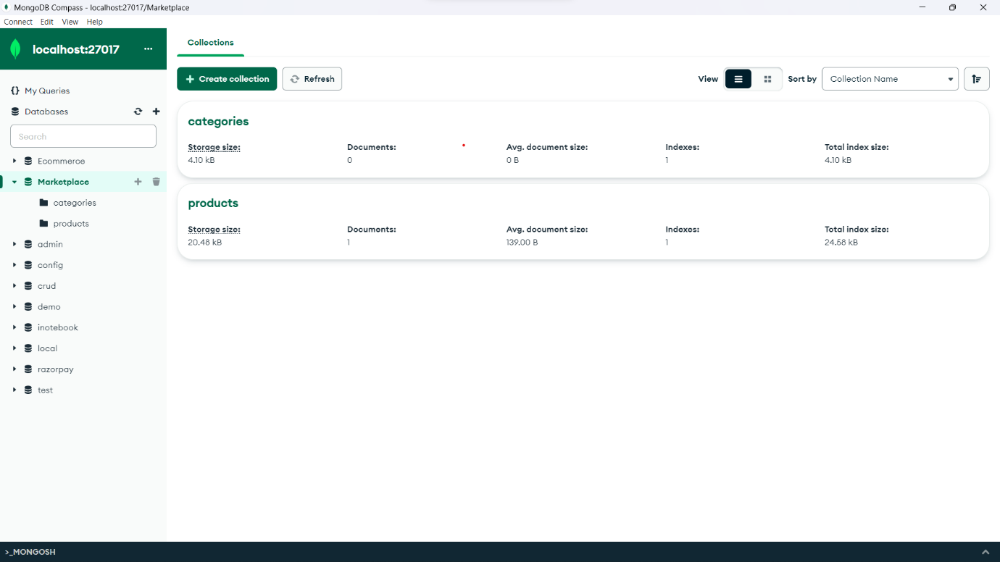 MongoDB Compass - localhost:27017/Marketplace
Connect Edit View Help
localhost:27017
Collections
Create collection
Refresh
View
Sort by
Collection Name
{} My Queries
Databases
Search
Ecommerce
Marketplace
categories
products
admin
config
crud
demo
inotebook
local
razorpay
test
categories
Storage size: Documents: Avg. document size: Indexes: Total index size:
4.10 kB 0 0 B 1 4.10 kB
products
Storage size: Documents: Avg. document size: Indexes: Total index size:
20.48 kB 1 139.00 B 1 24.58 kB
>_MONGOSH